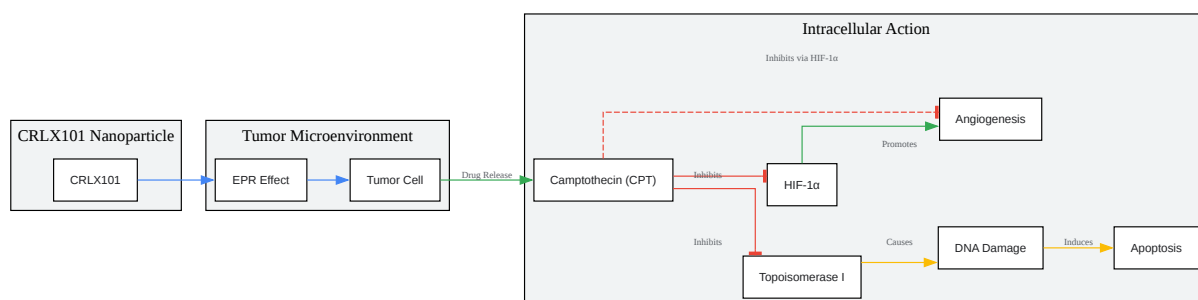 Intracellular Action
Inhibits via HIF-1α
CRLX101 Nanoparticle
Tumor Microenvironment
Angiogenesis
Promotes
CRLX101
EPR Effect
Tumor Cell
Drug Release
Camptothecin (CPT)
Inhibits
HIF-1α
Inhibits
Causes
DNA Damage
Induces
Apoptosis
Topoisomerase I